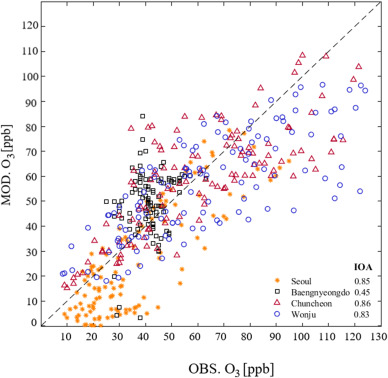 130
120
110
100
90
80
70
60
50
40
30
20
10
0
MOD. O3 [ppb]
IOA
Seoul 0.85
Baengnyeongdo 0.45
Chuncheon 0.86
Wonju 0.83
10 20 30 40 50 60 70 80 90 100 110 120 130
OBS. O3 [ppb]